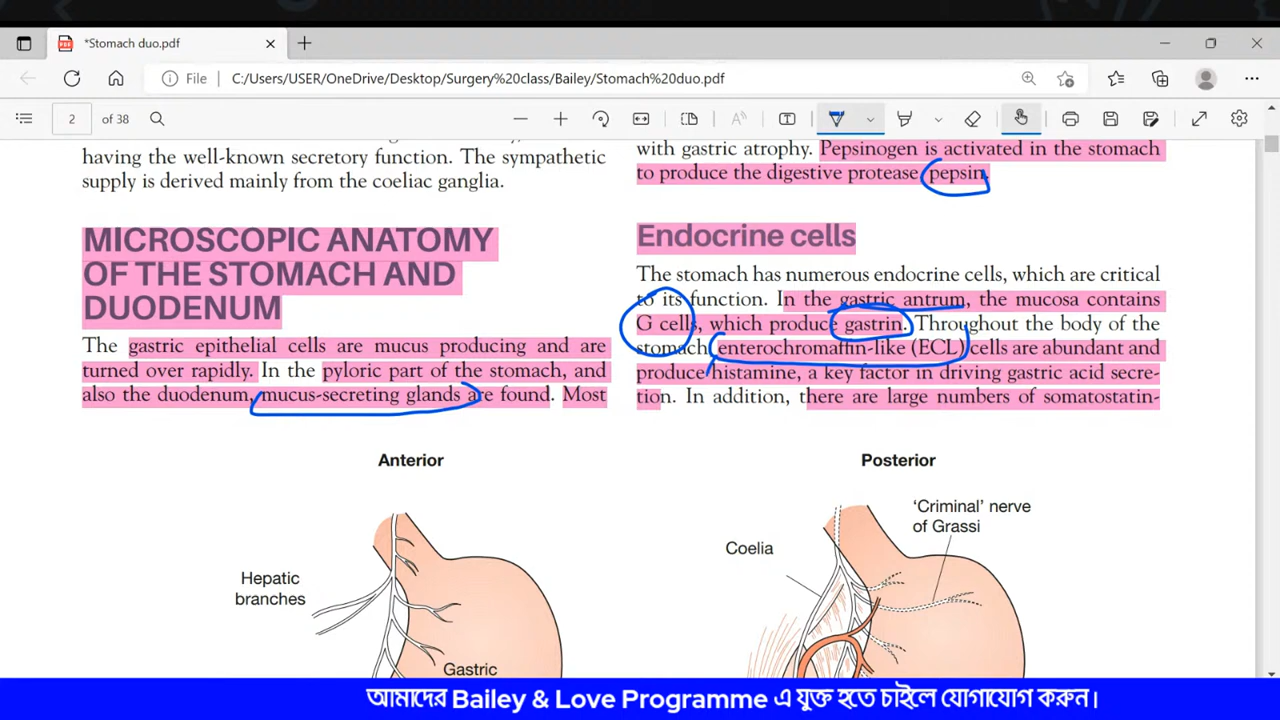 *Stomach duo.pdf
File
C:/Users/USER/OneDrive/Desktop/Surgery%20class/Bailey/Stomach%20duo.pdf
2 of 38
having the well-known secretory function. The sympathetic
supply is derived mainly from the coeliac ganglia.
MICROSCOPIC ANATOMY
OF THE STOMACH AND
DUODENUM
The gastric epithelial cells are mucus producing and are
turned over rapidly. In the pyloric part of the stomach, and
also the duodenum, mucus-secreting glands are found. Most
with gastric atrophy. Pepsinogen is activated in the stomach
to produce the digestive protease pepsin.
Endocrine cells
The stomach has numerous endocrine cells, which are critical
to its function. In the gastric antrum, the mucosa contains
G cells, which produce gastrin. Throughout the body of the
stomach, enterochromaffin-like (ECL) cells are abundant and
produce histamine, a key factor in driving gastric acid secre-
tion. In addition, there are large numbers of somatostatin-
Anterior
Hepatic
branches
Gastric
Posterior
'Criminal' nerve
of Grassi
Coelia
আমাদের Bailey & Love Programme এ যুক্ত হতে চাইলে যোগাযোগ করুন।